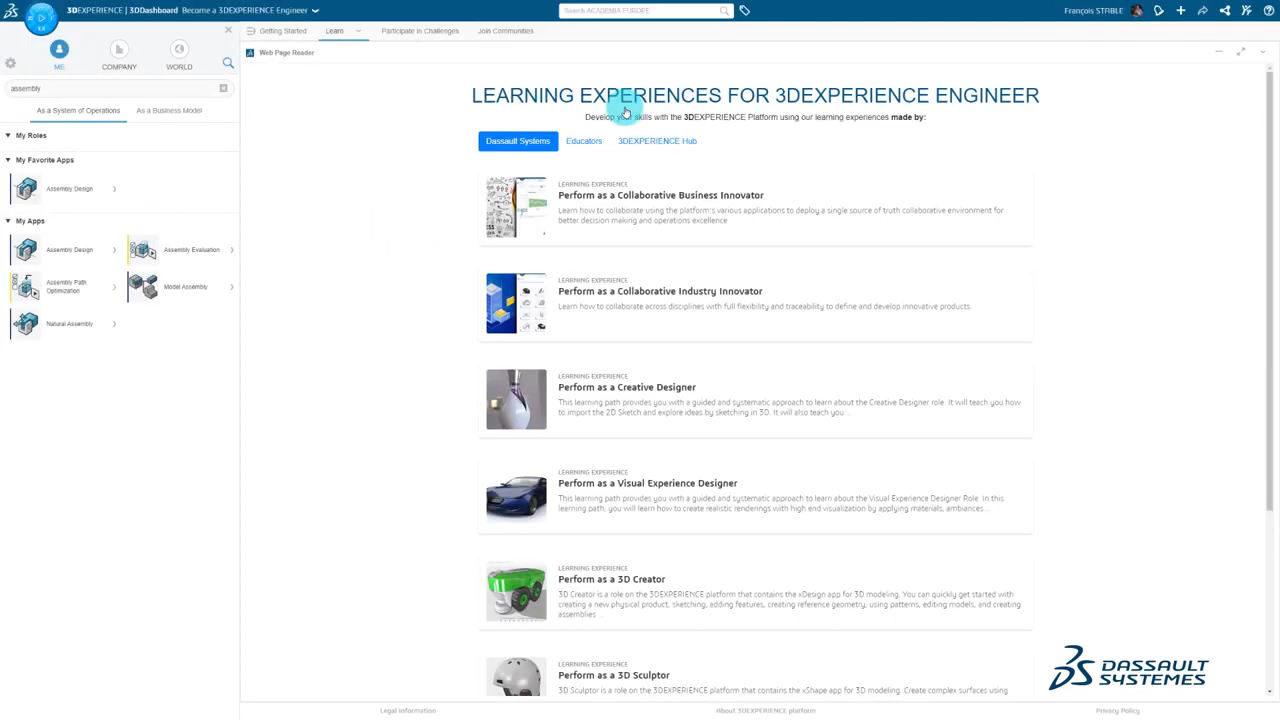 3DEXPERIENCE | 3DDashboard Become a 3DEXPERIENCE Engineer
Search ACADEMIA EUROPE
François STABLE
Getting Started
Learn
Participate In Challenges
Join Communities
Web Page Reader
ME
COMPANY
WORLD
assembly
As a System of Operations
As a Business Model
My Roles
My Favorite Apps
Assembly Design
My Apps
Assembly Design
Assembly Evaluation
Assembly Path
Optimization
Model Assembly
Natural Assembly
LEARNING EXPERIENCES FOR 3DEXPERIENCE ENGINEER
Develop your skills with the 3DEXPERIENCE Platform using our learning experiences made by:
Dassault Systems
Educators
3DEXPERIENCE Hub
LEARNING EXPERIENCE
Perform as a Collaborative Business Innovator
Learn how to collaborate using the platform's various applications to deploy a single source of truth collaborative environment for
better decision making and operations excellence
LEARNING EXPERIENCE
Perform as a Collaborative Industry Innovator
Learn how to collaborate across disciplines with full flexibility and traceability to define and develop innovative products.
LEARNING EXPERIENCE
Perform as a Creative Designer
This learning path provides you with a guided and systematic approach to learn about the Creative Designer role. It will teach you how
to import the 2D Sketch and explore ideas by sketching in 3D. It will also teach you ...
LEARNING EXPERIENCE
Perform as a Visual Experience Designer
This learning path provides you with a guided and systematic approach to learn about the Visual Experience Designer Role. In this
learning path, you will learn how to create realistic renderings with high end visualization by applying materials, ambiances ...
LEARNING EXPERIENCE
Perform as a 3D Creator
3D Creator is a role on the 3DEXPERIENCE platform that contains the xDesign app for 3D modeling. You can quickly get started with
creating a new physical product, sketching, adding features, creating reference geometry, using patterns, editing models, and creating
assemblies ...
LEARNING EXPERIENCE
Perform as a 3D Sculptor
3D Sculptor is a role on the 3DEXPERIENCE platform that contains the xShape app for 3D modeling. Create complex surfaces using
DASSAULT
SYSTEMES
Legal information
About 3DEXPERIENCE platform
Privacy Policy